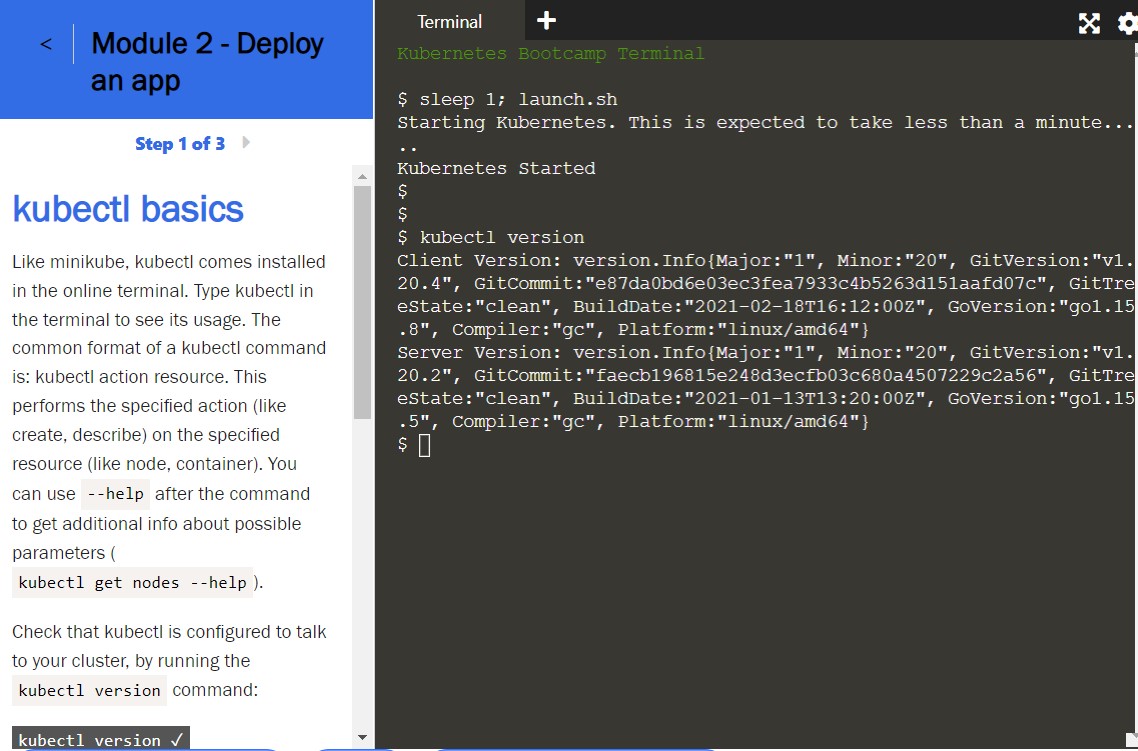 <
Module 2 - Deploy
an app
Step 1 of 3
kubectl basics
Like minikube, kubectl comes installed
in the online terminal. Type kubectl in
the terminal to see its usage. The
common format of a kubectl command
is: kubectl action resource. This
performs the specified action (like
create, describe) on the specified
resource (like node, container). You
can use --help after the command
to get additional info about possible
parameters (
kubectl get nodes --help ).
Check that kubectl is configured to talk
to your cluster, by running the
kubectl version command:
kubectl version ✓
Terminal +
Kubernetes Bootcamp Terminal
$ sleep 1; launch.sh
Starting Kubernetes. This is expected to take less than a minute...
..
Kubernetes Started
$
$
$ kubectl version
Client Version: version.Info{Major:"1", Minor:"20", GitVersion:"v1.
20.4", GitCommit:"e87da0bd6e03ec3fea7933c4b5263d151aafd07c", GitTre
eState:"clean", BuildDate:"2021-02-18T16:12:00Z", GoVersion:"go1.15
.8", Compiler:"gc", Platform:"linux/amd64"}
Server Version: version.Info{Major:"1", Minor:"20", GitVersion:"v1.
20.2", GitCommit:"faecb196815e248d3ecfb03c680a4507229c2a56", GitTre
eState:"clean", BuildDate:"2021-01-13T13:20:00Z", GoVersion:"go1.15
.5", Compiler:"gc", Platform:"linux/amd64"}
$